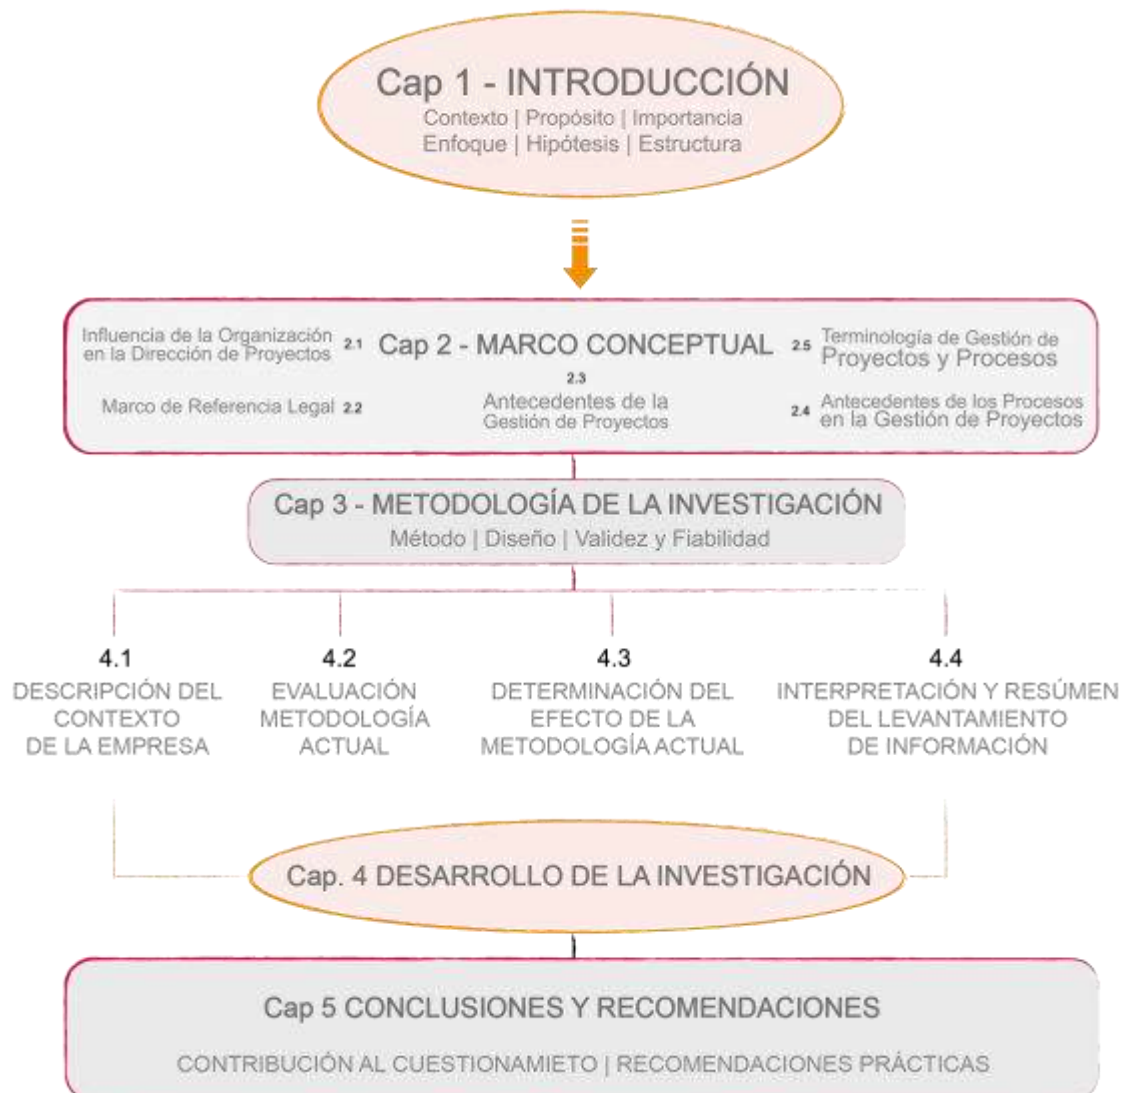 Cap 1 - INTRODUCCIÓN
Contexto | Propósito | Importancia
Enfoque | Hipótesis | Estructura
Cap 2 - MARCO CONCEPTUAL
2.1 Influencia de la Organización
en la Dirección de Proyectos
2.2 Marco de Referencia Legal
2.3
Antecedentes de la
Gestión de Proyectos
2.5 Terminología de Gestión de
Proyectos y Procesos
2.4 Antecedentes de los Procesos
en la Gestión de Proyectos
Cap 3 - METODOLOGÍA DE LA INVESTIGACIÓN
Método | Diseño | Validez y Fiabilidad
4.1
DESCRIPCIÓN DEL
CONTEXTO
DE LA EMPRESA
4.2
EVALUACIÓN
METODOLOGÍA
ACTUAL
4.3
DETERMINACIÓN DEL
EFECTO DE LA
METODOLOGÍA ACTUAL
4.4
INTERPRETACIÓN Y RESÚMEN
DEL LEVANTAMIENTO
DE INFORMACIÓN
Cap. 4 DESARROLLO DE LA INVESTIGACIÓN
Cap 5 CONCLUSIONES Y RECOMENDACIONES
CONTRIBUCIÓN AL CUESTIONAMIETO | RECOMENDACIONES PRÁCTICAS